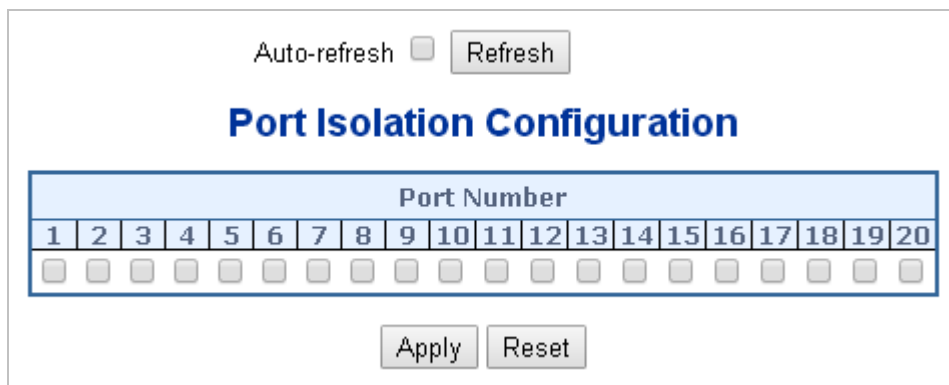 Auto-refresh Refresh
Port Isolation Configuration
Port Number
1 2 3 4 5 6 7 8 9 10 11 12 13 14 15 16 17 18 19 20
Apply Reset